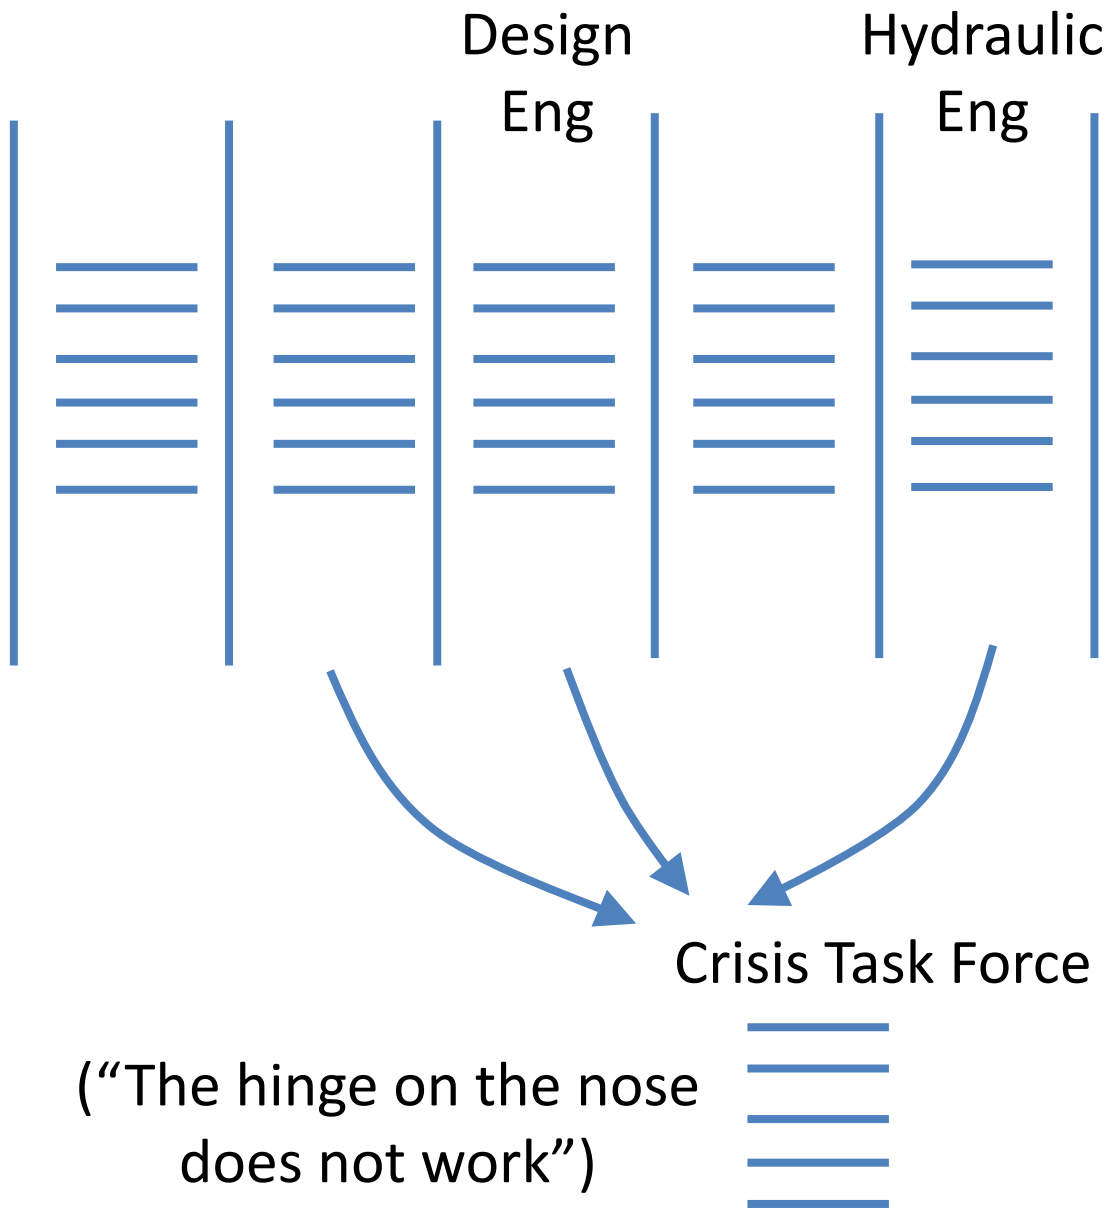 Design
Eng
Hydraulic
Eng
Crisis Task Force
(“The hinge on the nose
does not work”)